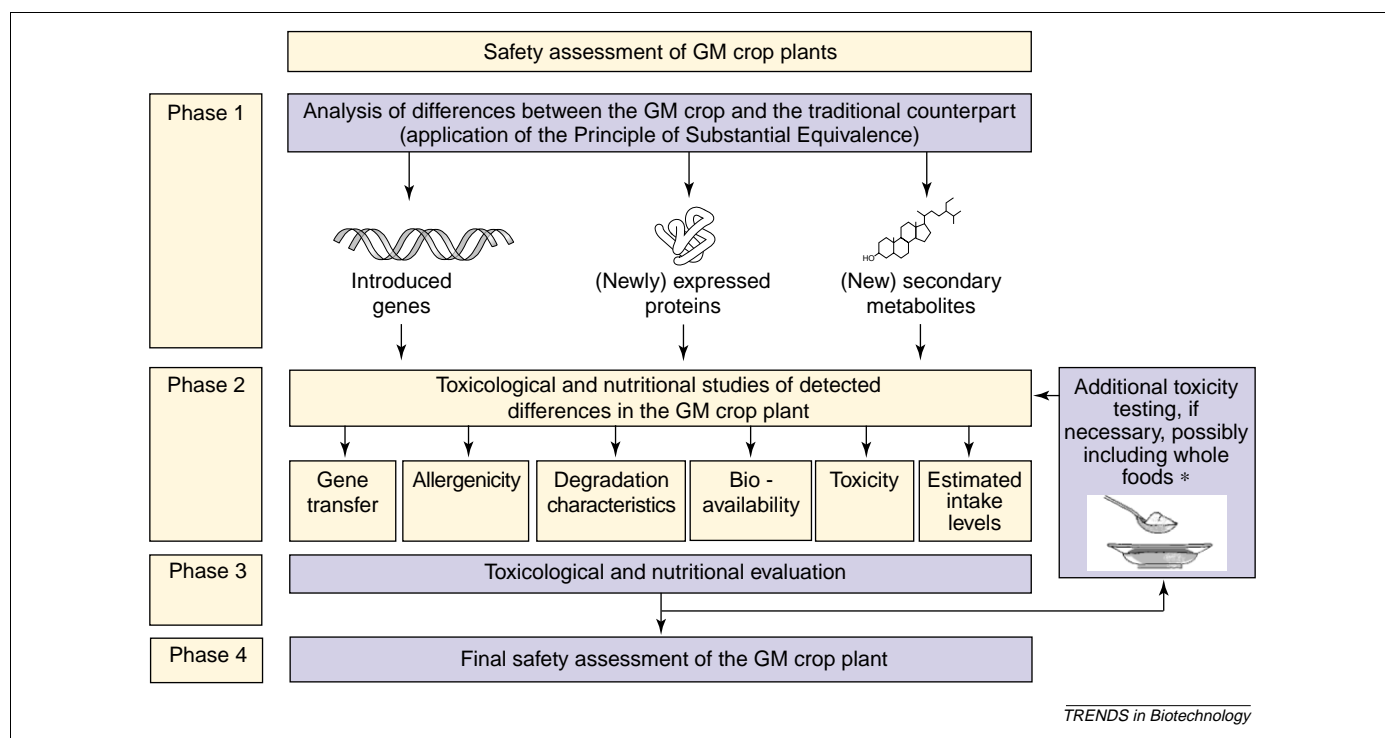 Safety assessment of GM crop plants
Phase 1
Analysis of differences between the GM crop and the traditional counterpart
(application of the Principle of Substantial Equivalence)
HO
Introduced
genes
(Newly) expressed
proteins
(New) secondary
metabolites
Phase 2
Toxicological and nutritional studies of detected
differences in the GM crop plant
Gene
transfer
Allergenicity
Degradation
characteristics
Bio -
availability
Toxicity
Estimated
intake
levels
Additional toxicity
testing, if
necessary, possibly
including whole
foods *
Phase 3
Toxicological and nutritional evaluation
Phase 4
Final safety assessment of the GM crop plant
TRENDS in Biotechnology